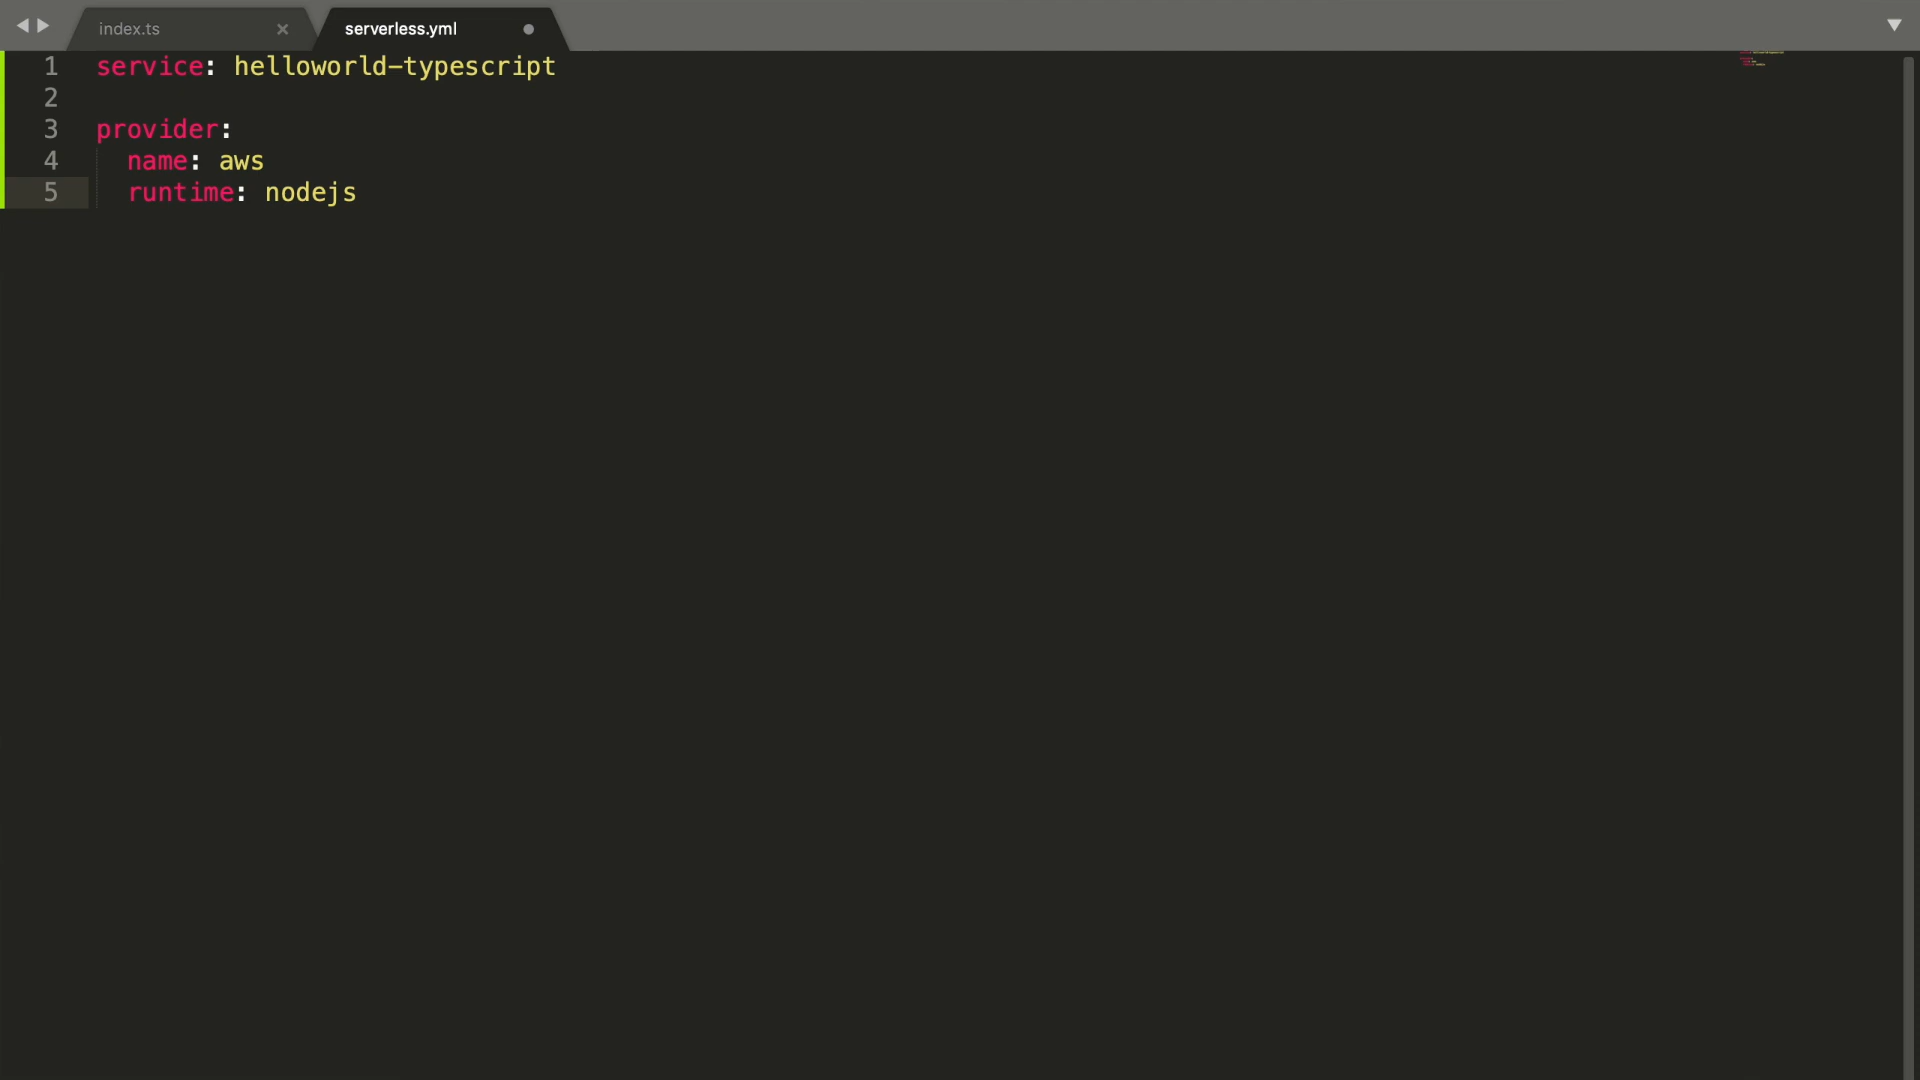 index.ts
serverless.yml
1 service: helloworld-typescript
2
3 provider:
4   name: aws
5   runtime: nodejs